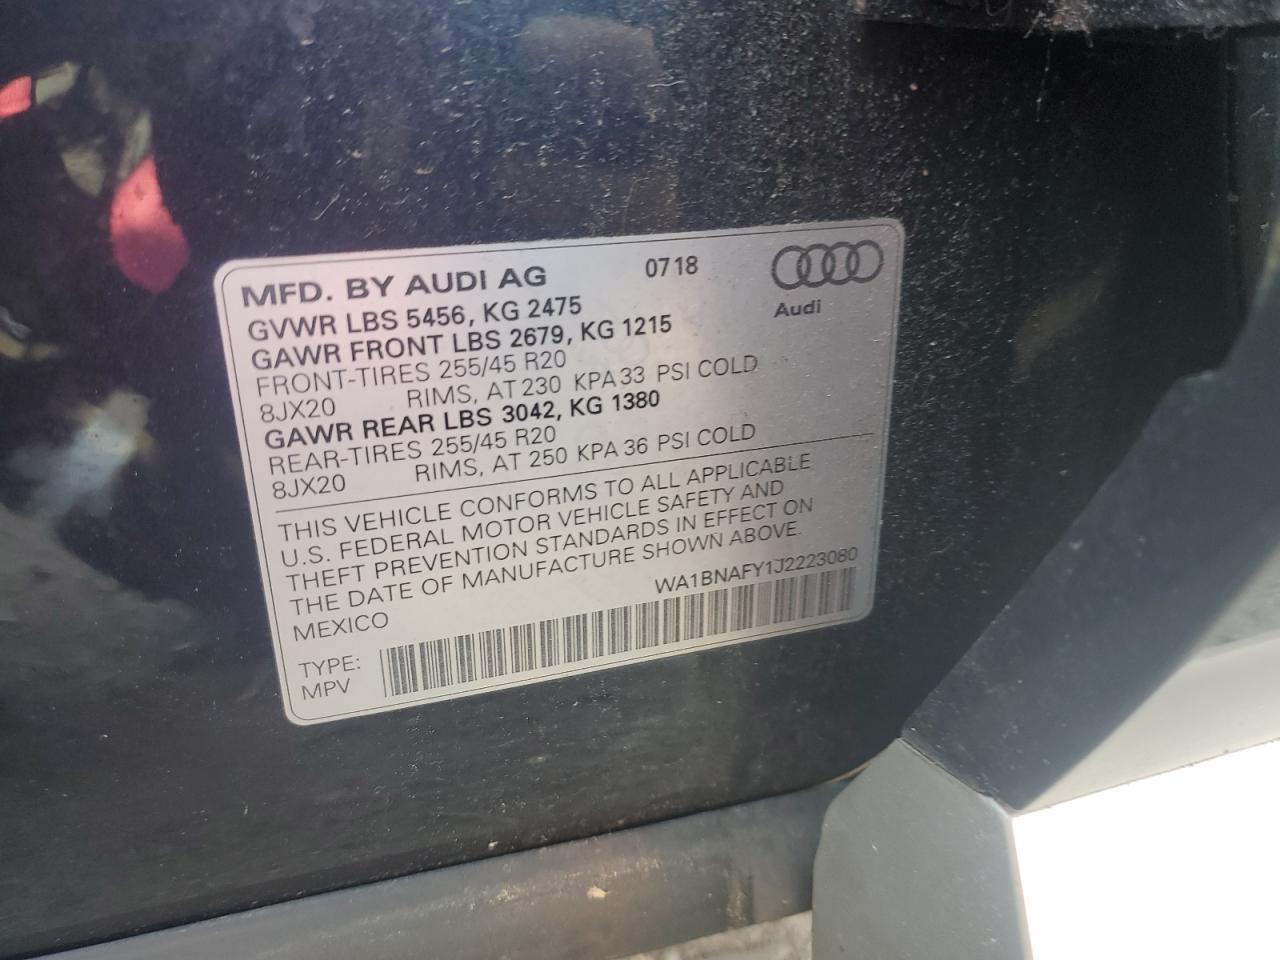 MFD. BY AUDI AG 0718
Audi
GVWR LBS 5456, KG 2475
GAWR FRONT LBS 2679, KG 1215
FRONT-TIRES 255/45 R20
8JX20 RIMS, AT 230 KPA 33 PSI COLD
GAWR REAR LBS 3042, KG 1380
REAR-TIRES 255/45 R20
8JX20 RIMS, AT 250 KPA 36 PSI COLD
THIS VEHICLE CONFORMS TO ALL APPLICABLE
U.S. FEDERAL MOTOR VEHICLE SAFETY AND
THEFT PREVENTION STANDARDS IN EFFECT ON
THE DATE OF MANUFACTURE SHOWN ABOVE.
MEXICO WA1BNAFY1J2223080
TYPE:
MPV